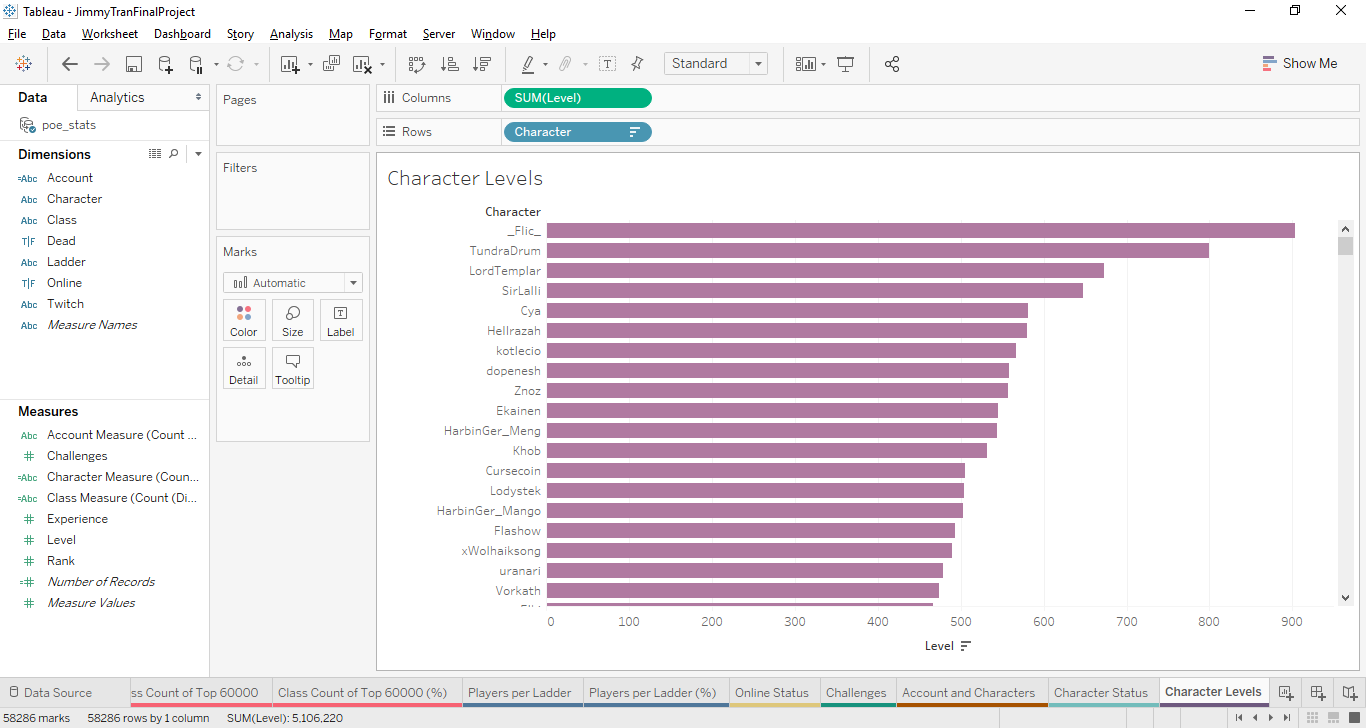 Tableau - JimmyTranFinalProject
File Data Worksheet Dashboard Story Analysis Map Format Server Window Help
Standard
Show Me
Data Analytics
poe_stats
Dimensions
Abc Account
Abc Character
Abc Class
T|F Dead
Abc Ladder
T|F Online
Abc Twitch
Abc Measure Names
Measures
Abc Account Measure (Count ...
# Challenges
=Abc Character Measure (Coun...
=Abc Class Measure (Count (Di...
# Experience
# Level
# Rank
=# Number of Records
# Measure Values
Pages
Filters
Marks
Automatic
Color Size Label
Detail Tooltip
Columns SUM(Level)
Rows Character
Character Levels
Character
_Flic_
TundraDrum
LordTemplar
SirLalli
Cya
Hellrazah
kotlecio
dopenesh
Znoz
Ekainen
HarbinGer_Meng
Khob
Cursecoin
Lodystek
HarbinGer_Mango
Flashow
xWolhaiksong
uranari
Vorkath
0 100 200 300 400 500 600 700 800 900
Level
Data Source ss Count of Top 60000 Class Count of Top 60000 (%) Players per Ladder Players per Ladder (%) Online Status Challenges Account and Characters Character Status Character Levels
58286 marks 58286 rows by 1 column SUM(Level): 5,106,220